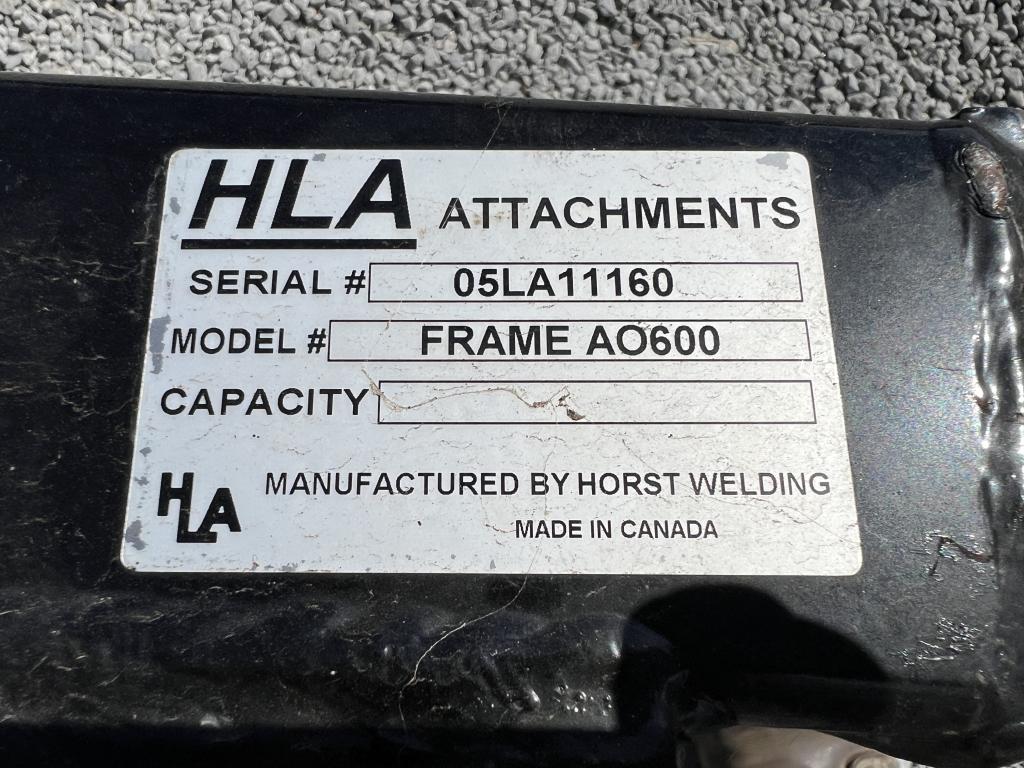 HLA ATTACHMENTS
SERIAL # 05LA11160
MODEL # FRAME AO600
CAPACITY
HLA MANUFACTURED BY HORST WELDING
MADE IN CANADA